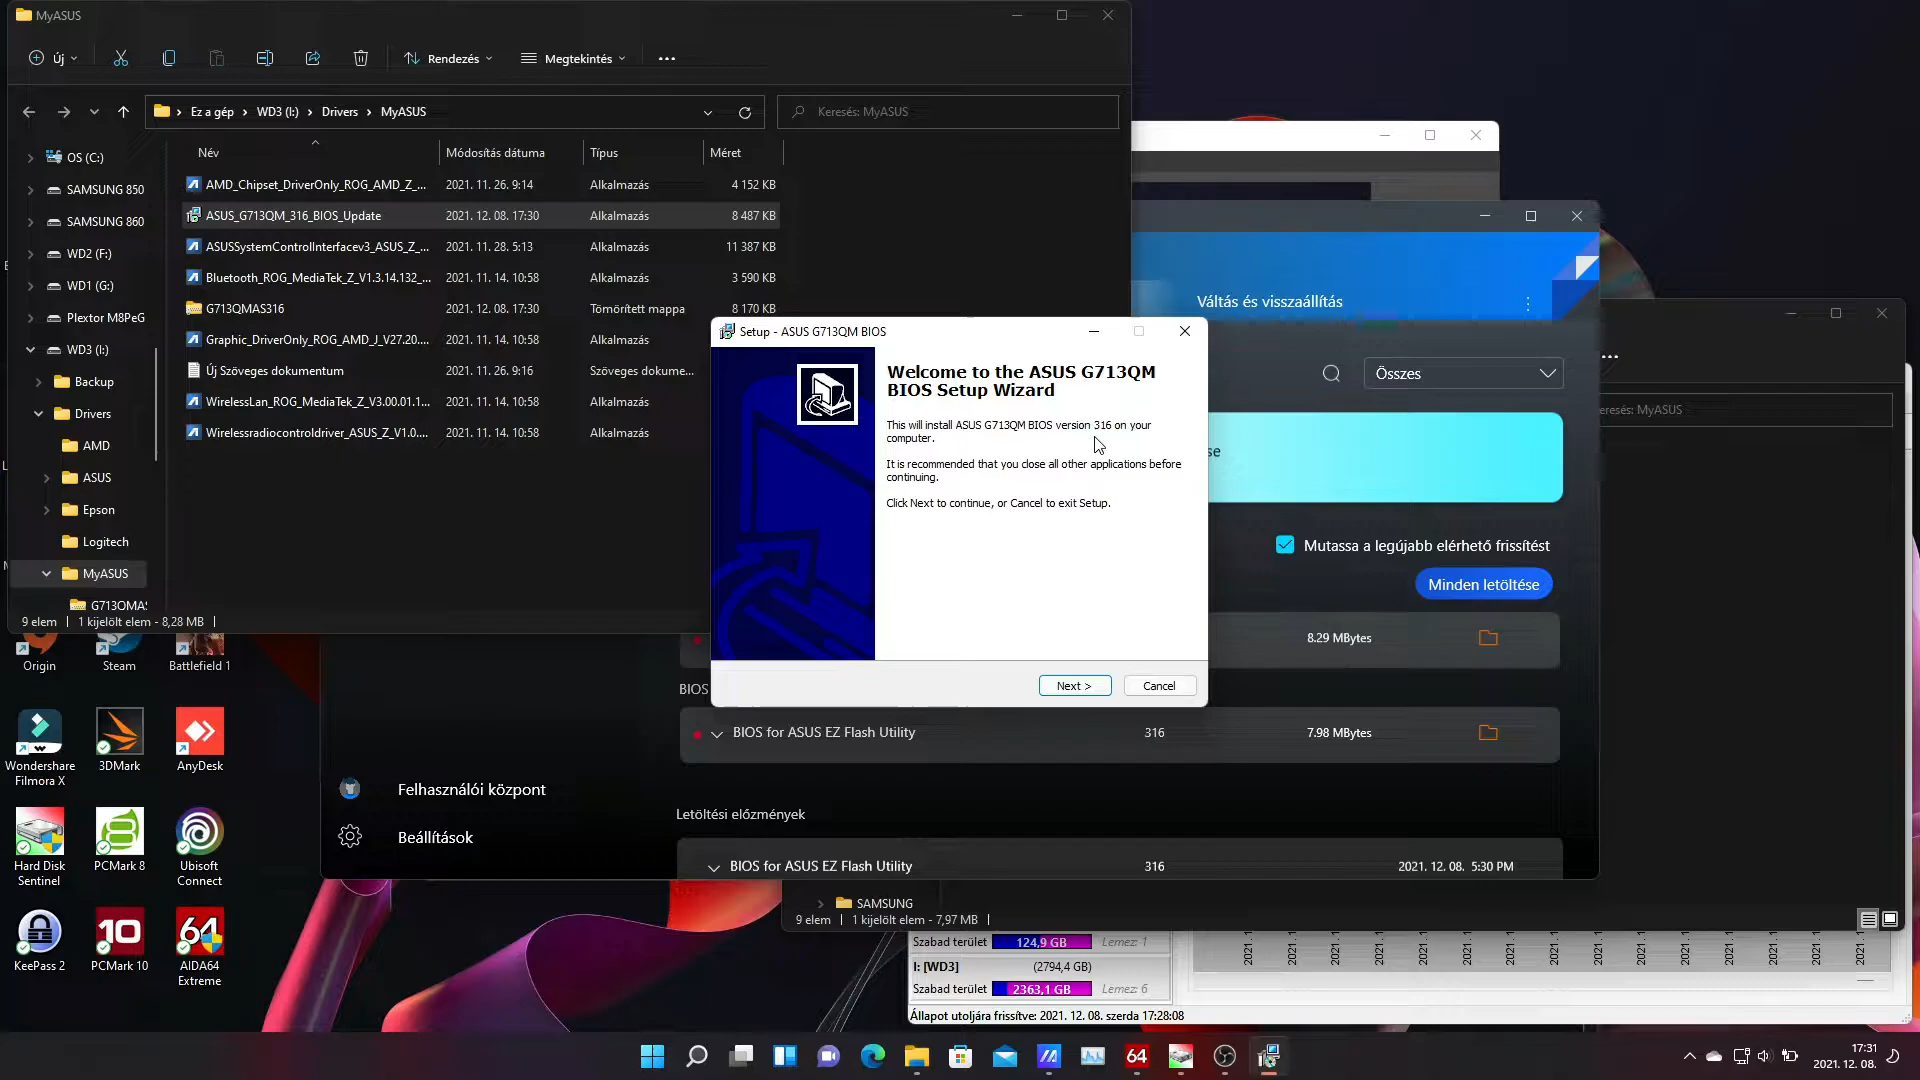 MyASUS
Új
Rendezés
Megtekintés
Ez a gép
WD3 (I:)
Drivers
MyASUS
Keresés: MyASUS
Név
Módosítás dátuma
Típus
Méret
AMD_Chipset_DriverOnly_ROG_AMD_Z_...
2021. 11. 26. 9:14
Alkalmazás
4 152 KB
ASUS_G713QM_316_BIOS_Update
2021. 12. 08. 17:30
Alkalmazás
8 487 KB
ASUSSystemControlInterfacev3_ASUS_Z_...
2021. 11. 28. 5:13
Alkalmazás
11 387 KB
Bluetooth_ROG_MediaTek_Z_V1.3.14.132_...
2021. 11. 14. 10:58
Alkalmazás
3 590 KB
G713QMAS316
2021. 12. 08. 17:30
Tömörített mappa
8 170 KB
Graphic_DriverOnly_ROG_AMD_J_V27.20....
2021. 11. 14. 10:58
Alkalmazás
Új Szöveges dokumentum
2021. 11. 26. 9:16
Szöveges dokume...
WirelessLan_ROG_MediaTek_Z_V3.00.01.1...
2021. 11. 14. 10:58
Alkalmazás
Wirelessradiocontroldriver_ASUS_Z_V1.0....
2021. 11. 14. 10:58
Alkalmazás
OS (C:)
SAMSUNG 850
SAMSUNG 860
WD2 (F:)
WD1 (G:)
Plextor M8PeG
WD3 (I:)
Backup
Drivers
AMD
ASUS
Epson
Logitech
MyASUS
G713QMAS
9 elem
1 kijelölt elem - 8,28 MB
Setup - ASUS G713QM BIOS
Welcome to the ASUS G713QM
BIOS Setup Wizard
This will install ASUS G713QM BIOS version 316 on your
computer.
It is recommended that you close all other applications before
continuing.
Click Next to continue, or Cancel to exit Setup.
Next >
Cancel
Váltás és visszaállítás
Összes
se
Mutassa a legújabb elérhető frissítést
Minden letöltése
8.29 MBytes
BIOS
BIOS for ASUS EZ Flash Utility
316
7.98 MBytes
Felhasználói központ
Beállítások
Letöltési előzmények
BIOS for ASUS EZ Flash Utility
316
2021. 12. 08. 5:30 PM
eresés: MyASUS
SAMSUNG
9 elem
1 kijelölt elem - 7,97 MB
Szabad terület
124,9 GB
Lemez: 1
I: [WD3]
(2794,4 GB)
Szabad terület
2363,1 GB
Lemez: 6
Állapot utoljára frissítve: 2021. 12. 08. szerda 17:28:08
Origin
Steam
Battlefield 1
Wondershare
Filmora X
3DMark
AnyDesk
Hard Disk
Sentinel
PCMark 8
Ubisoft
Connect
10
64
KeePass 2
PCMark 10
AIDA64
Extreme
64
17:31
2021. 12. 08.